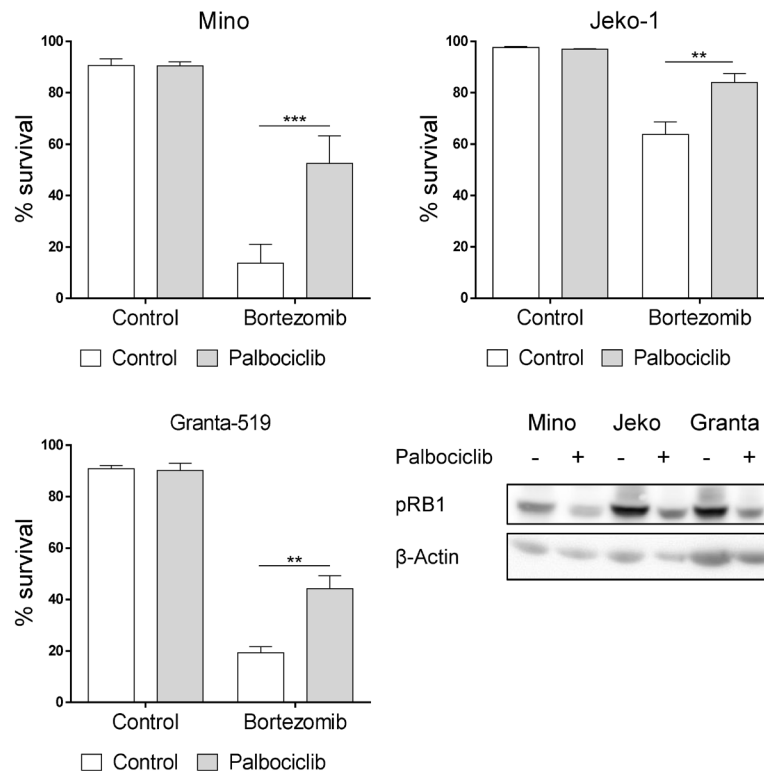 Mino
% survival
100
80
60
40
20
0
***
Control Bortezomib
Control Palbociclib
Jeko-1
% survival
100
80
60
40
20
0
**
Control Bortezomib
Control Palbociclib
Granta-519
% survival
100
80
60
40
20
0
**
Control Bortezomib
Control Palbociclib
Mino Jeko Granta
Palbociclib - + - + - +
pRB1
β-Actin